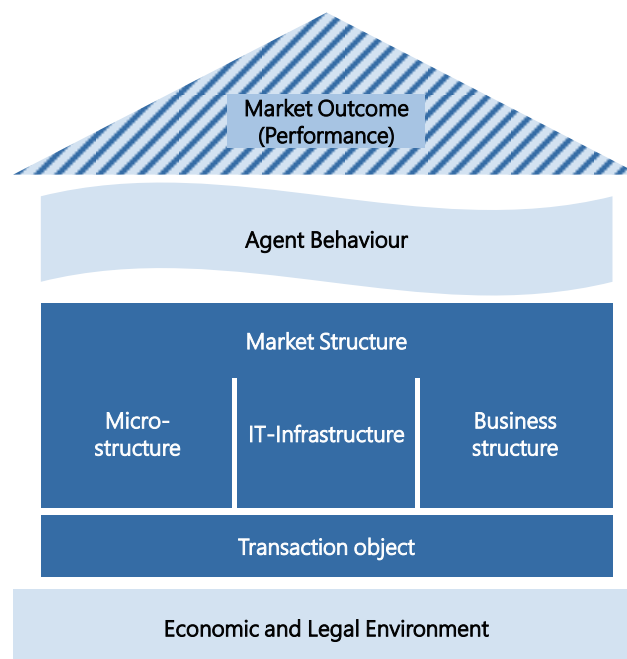 Market Outcome
(Performance)
Agent Behaviour
Market Structure
Micro-
structure
IT-Infrastructure
Business
structure
Transaction object
Economic and Legal Environment